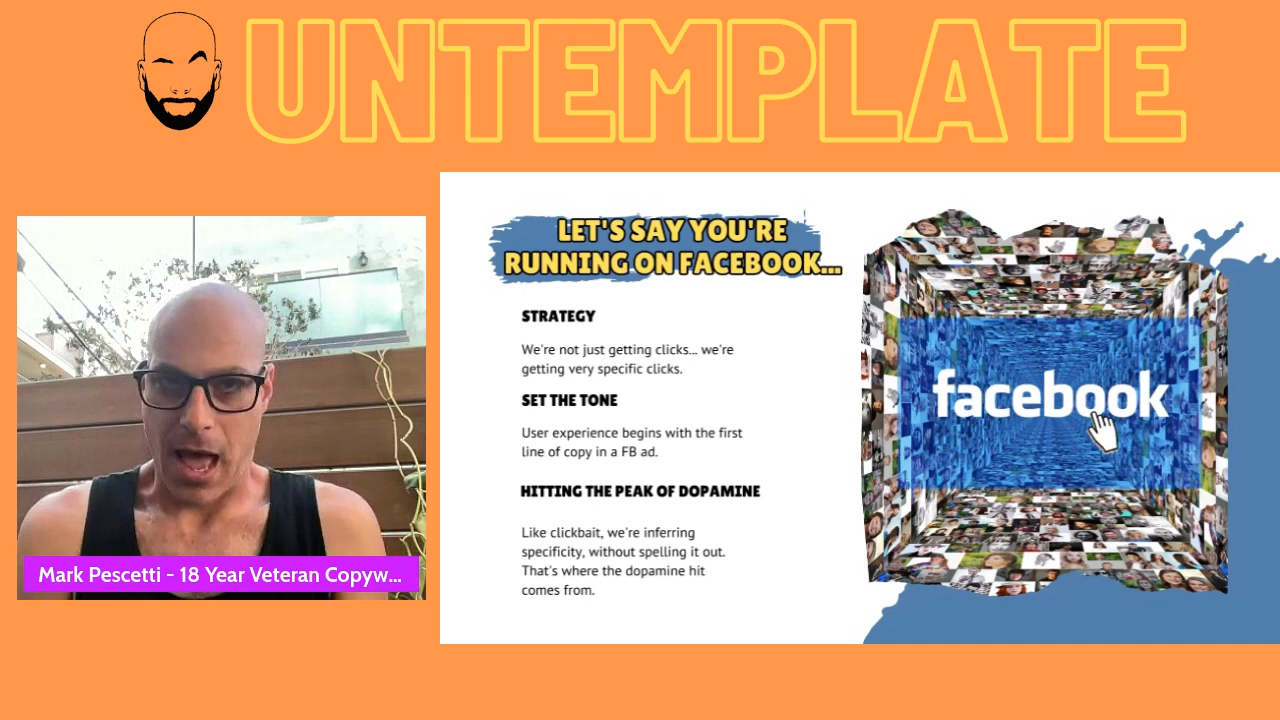 UNTEMPLATE
Mark Pescetti - 18 Year Veteran Copyw...
LET'S SAY YOU'RE
RUNNING ON FACEBOOK...
STRATEGY
We're not just getting clicks... we're
getting very specific clicks.
SET THE TONE
User experience begins with the first
line of copy in a FB ad.
HITTING THE PEAK OF DOPAMINE
Like clickbait, we're inferring
specificity, without spelling it out.
That's where the dopamine hit
comes from.
facebook